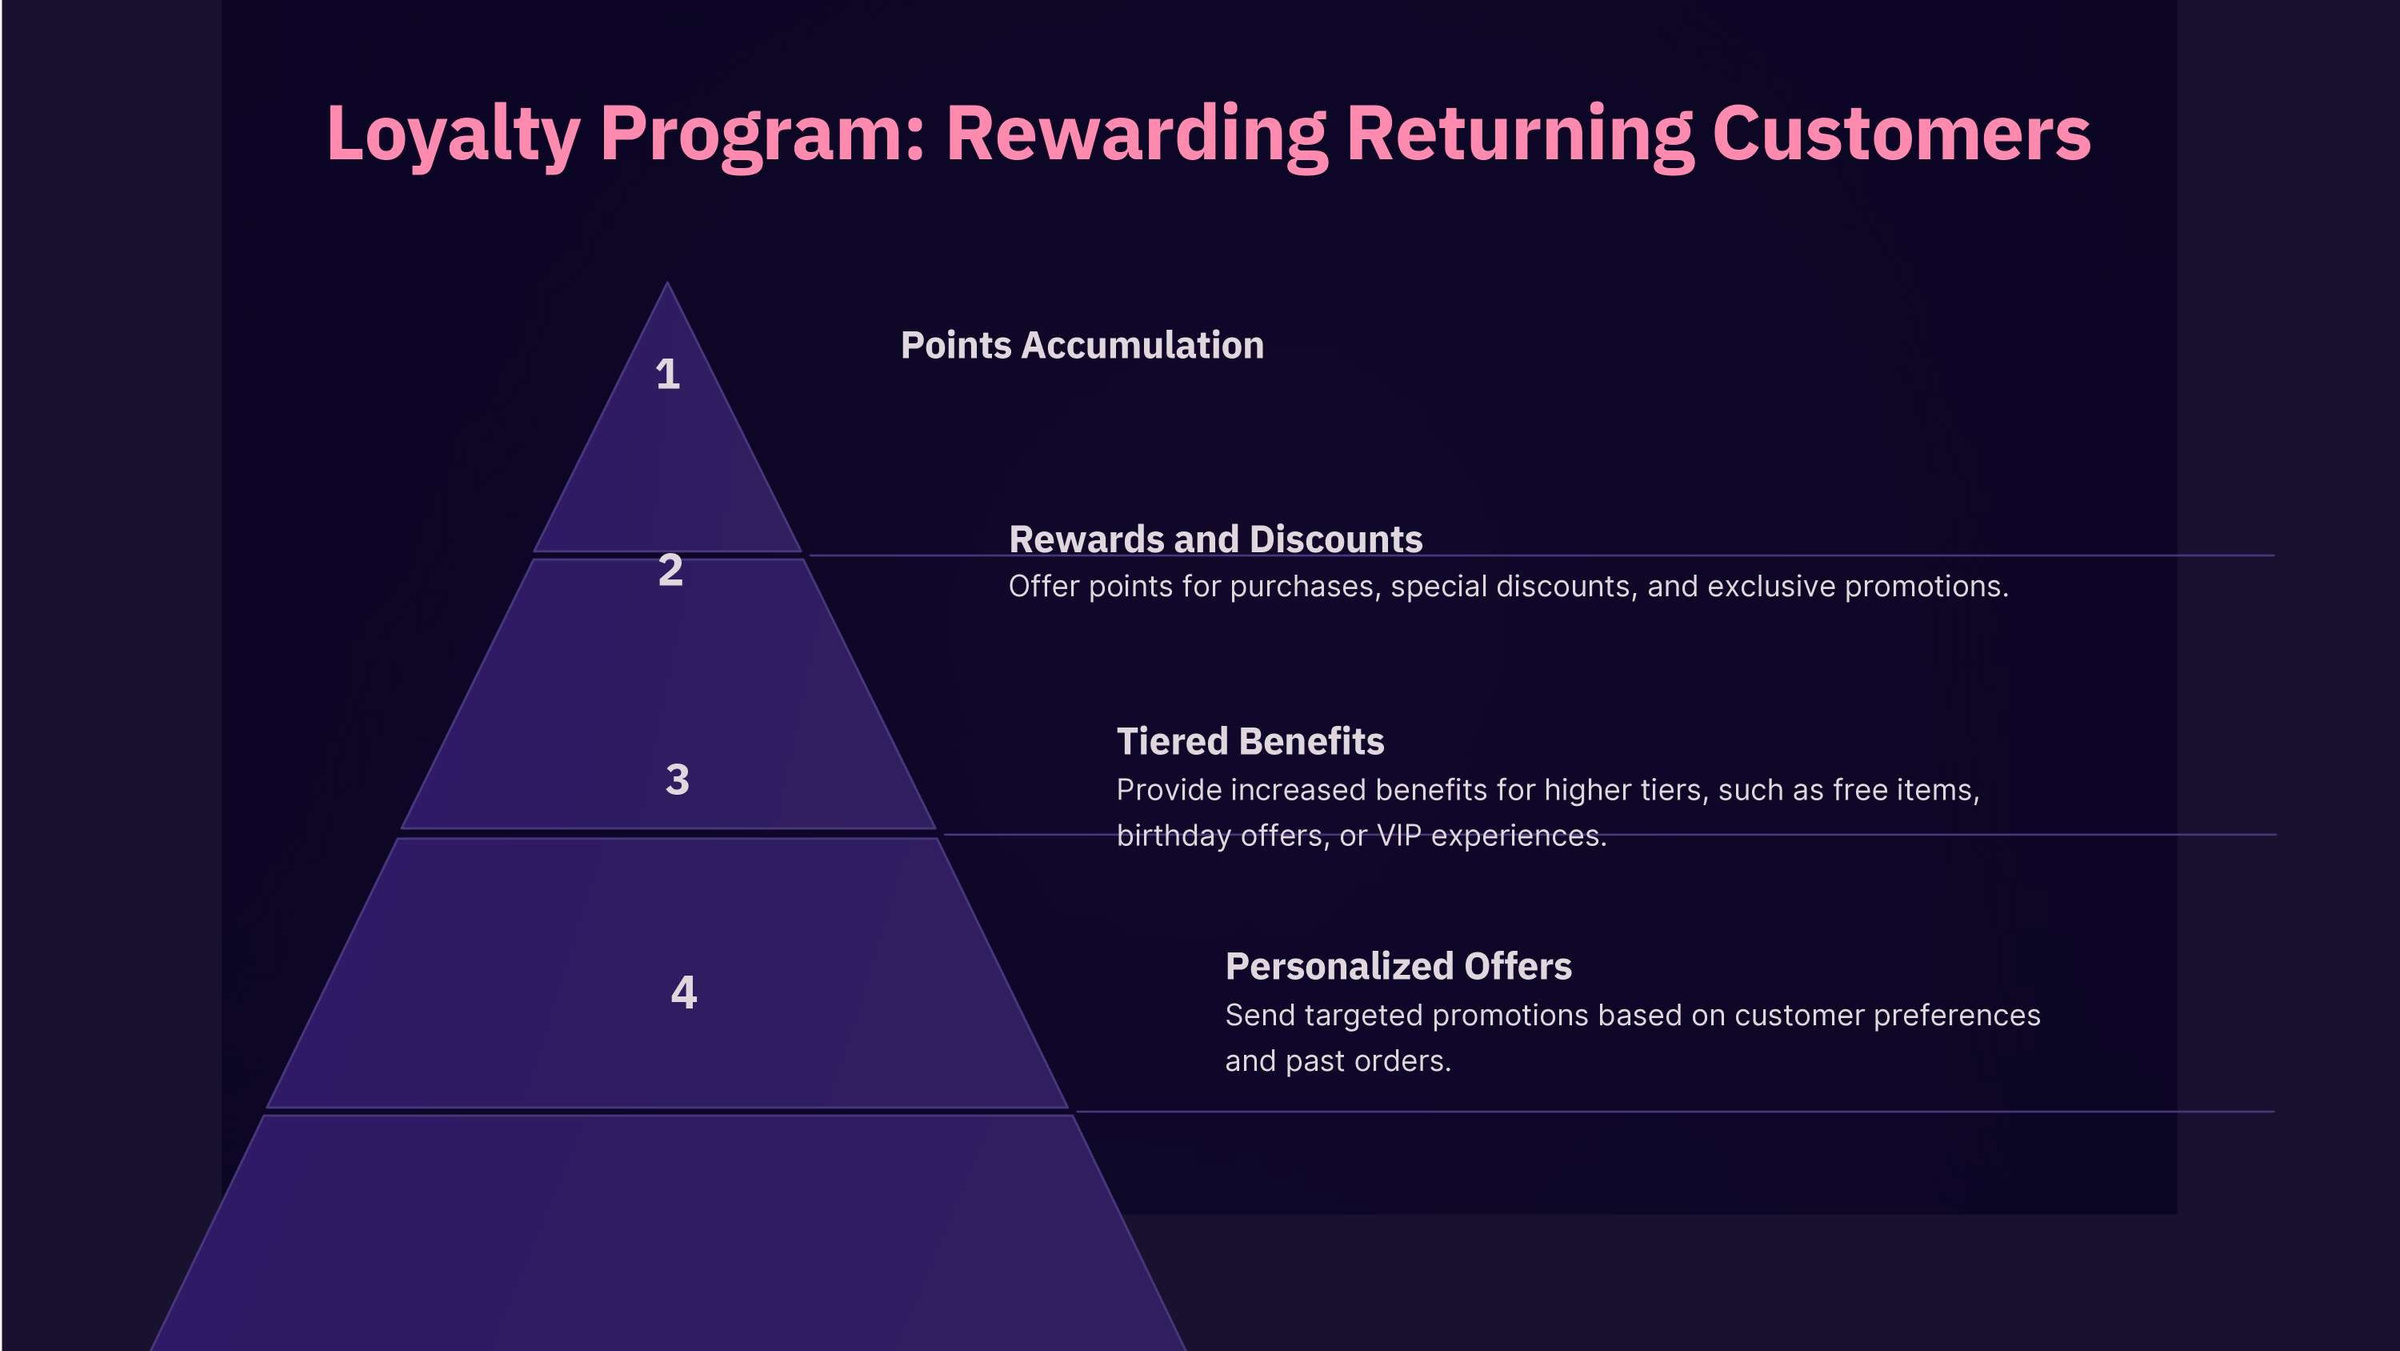 Loyalty Program: Rewarding Returning Customers
1
Points Accumulation
2
Rewards and Discounts
Offer points for purchases, special discounts, and exclusive promotions.
3
Tiered Benefits
Provide increased benefits for higher tiers, such as free items,
birthday offers, or VIP experiences.
4
Personalized Offers
Send targeted promotions based on customer preferences
and past orders.